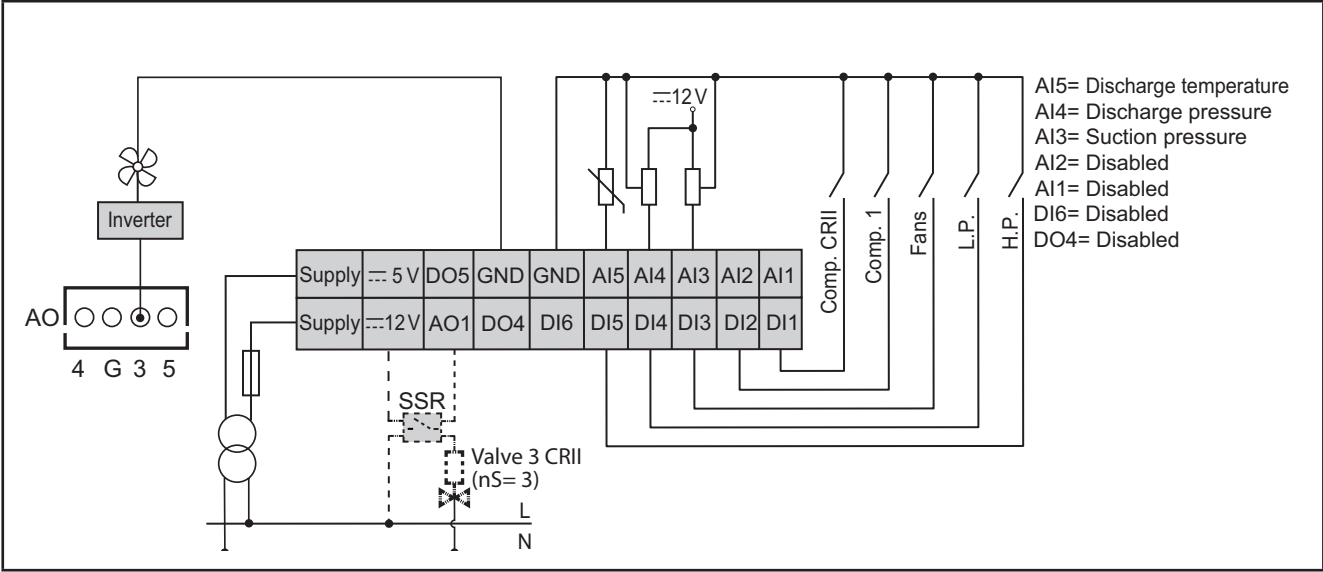 ⎓12 V
AI5= Discharge temperature
AI4= Discharge pressure
AI3= Suction pressure
AI2= Disabled
AI1= Disabled
DI6= Disabled
DO4= Disabled
Inverter
Comp. CRII
Comp. 1
Fans
L.P.
H.P.
Supply ⎓ 5 V DO5 GND GND AI5 AI4 AI3 AI2 AI1
Supply ⎓12 V AO1 DO4 DI6 DI5 DI4 DI3 DI2 DI1
AO
4 G 3 5
SSR
Valve 3 CRII
(nS= 3)
L
N